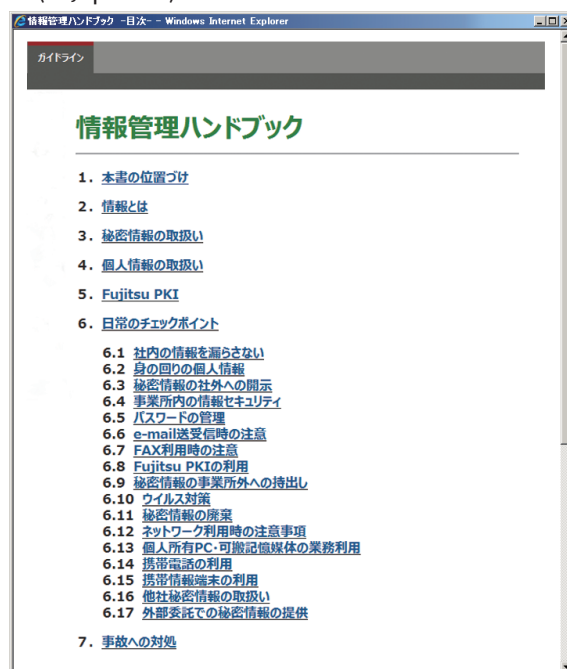 情報管理ハンドブック -目次- - Windows Internet Explorer
ガイドライン
情報管理ハンドブック
1. 本書の位置づけ
2. 情報とは
3. 秘密情報の取扱い
4. 個人情報の取扱い
5. Fujitsu PKI
6. 日常のチェックポイント
6.1 社内の情報を漏らさない
6.2 身の回りの個人情報
6.3 秘密情報の社外への開示
6.4 事業所内の情報セキュリティ
6.5 パスワードの管理
6.6 e-mail送受信時の注意
6.7 FAX利用時の注意
6.8 Fujitsu PKIの利用
6.9 秘密情報の事業所外への持出し
6.10 ウイルス対策
6.11 秘密情報の廃棄
6.12 ネットワーク利用時の注意事項
6.13 個人所有PC・可搬記憶媒体の業務利用
6.14 携帯電話の利用
6.15 携帯情報端末の利用
6.16 他社秘密情報の取扱い
6.17 外部委託での秘密情報の提供
7. 事故への対処